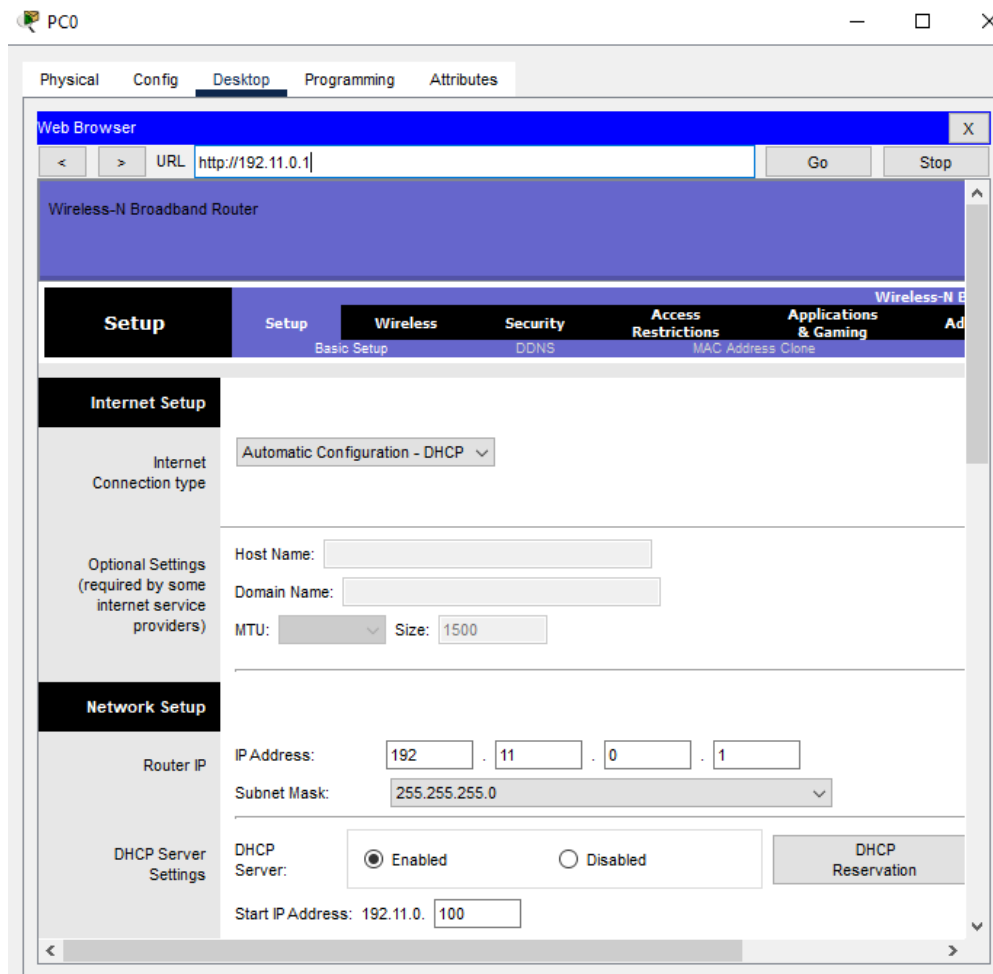 PC0
Physical Config Desktop Programming Attributes
Web Browser X
< > URL http://192.11.0.1 Go Stop
Wireless-N Broadband Router
Wireless-N B
Setup Setup Wireless Security Access Restrictions Applications & Gaming Ad
Basic Setup DDNS MAC Address Clone
Internet Setup
Internet Connection type Automatic Configuration - DHCP
Optional Settings
(required by some
internet service
providers)
Host Name:
Domain Name:
MTU: Size: 1500
Network Setup
Router IP
IP Address: 192 . 11 . 0 . 1
Subnet Mask: 255.255.255.0
DHCP Server Settings
DHCP Server: Enabled Disabled DHCP Reservation
Start IP Address: 192.11.0. 100